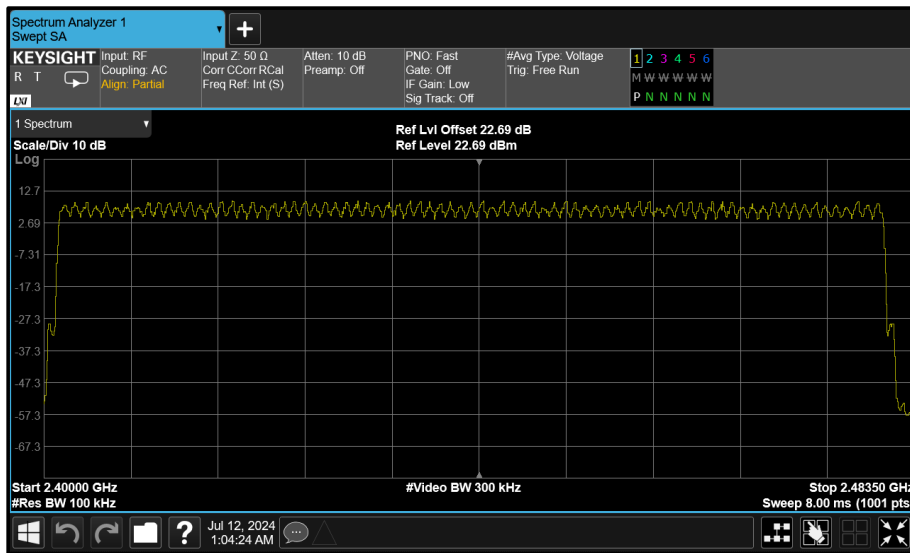 Spectrum Analyzer 1
Swept SA
KEYSIGHT
R T
LXI
Input: RF
Coupling: AC
Align: Partial
Input Z: 50 Ω
Corr CCorr RCal
Freq Ref: Int (S)
Atten: 10 dB
Preamp: Off
PNO: Fast
Gate: Off
IF Gain: Low
Sig Track: Off
#Avg Type: Voltage
Trig: Free Run
1 2 3 4 5 6
M W W W W W
P N N N N N
1 Spectrum
Scale/Div 10 dB
Ref Lvl Offset 22.69 dB
Ref Level 22.69 dBm
Log
12.7
2.69
-7.31
-17.3
-27.3
-37.3
-47.3
-57.3
-67.3
Start 2.40000 GHz
#Res BW 100 kHz
#Video BW 300 kHz
Stop 2.48350 GHz
Sweep 8.00 ms (1001 pts
?
Jul 12, 2024
1:04:24 AM